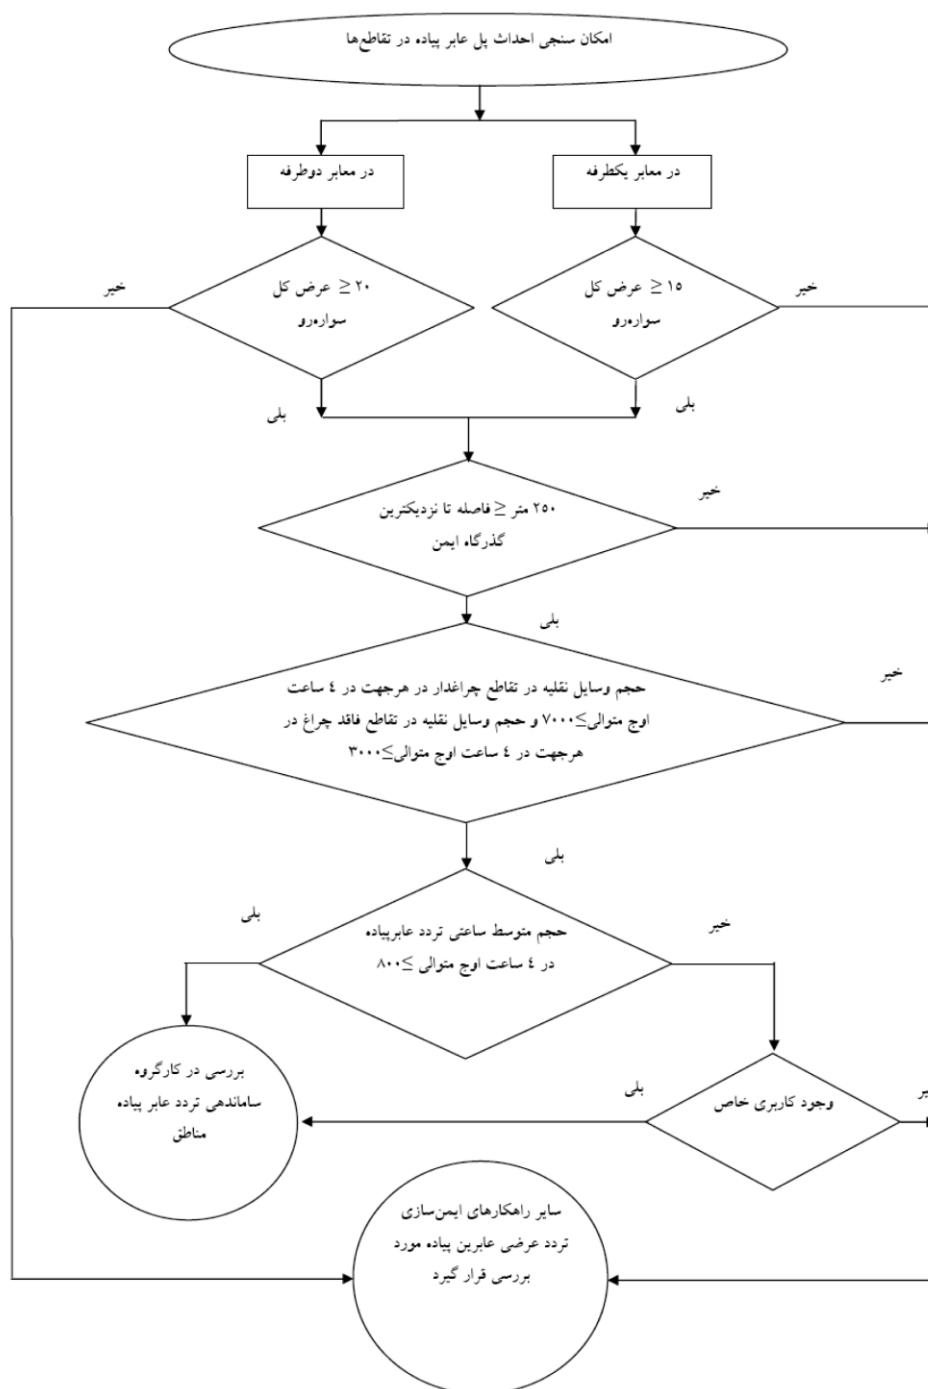 امکان سنجی احداث پل عابر پیاده در تقاطع‌ها
در معابر یکطرفه
در معابر دوطرفه
۱۵ ≤ عرض کل
سواره‌رو
خیر
بلی
۲۰ ≤ عرض کل
سواره‌رو
خیر
بلی
۲۵۰ متر ≤ فاصله تا نزدیکترین
گذرگاه ایمن
خیر
بلی
حجم وسایل نقلیه در تقاطع چراغدار در هرجهت در ٤ ساعت
اوج متوالی≥۷۰۰۰ و حجم وسایل نقلیه در تقاطع فاقد چراغ در
هرجهت در ٤ ساعت اوج متوالی≥۳۰۰۰
خیر
بلی
حجم متوسط ساعتی تردد عابرپیاده
در ٤ ساعت اوج متوالی ≥۸۰۰
خیر
بلی
وجود کاربری خاص
بلی
بررسی در کارگروه
ساماندهی تردد عابر پیاده
مناطق
سایر راهکارهای ایمن‌سازی
تردد عرضی عابرین پیاده مورد
بررسی قرار گیرد